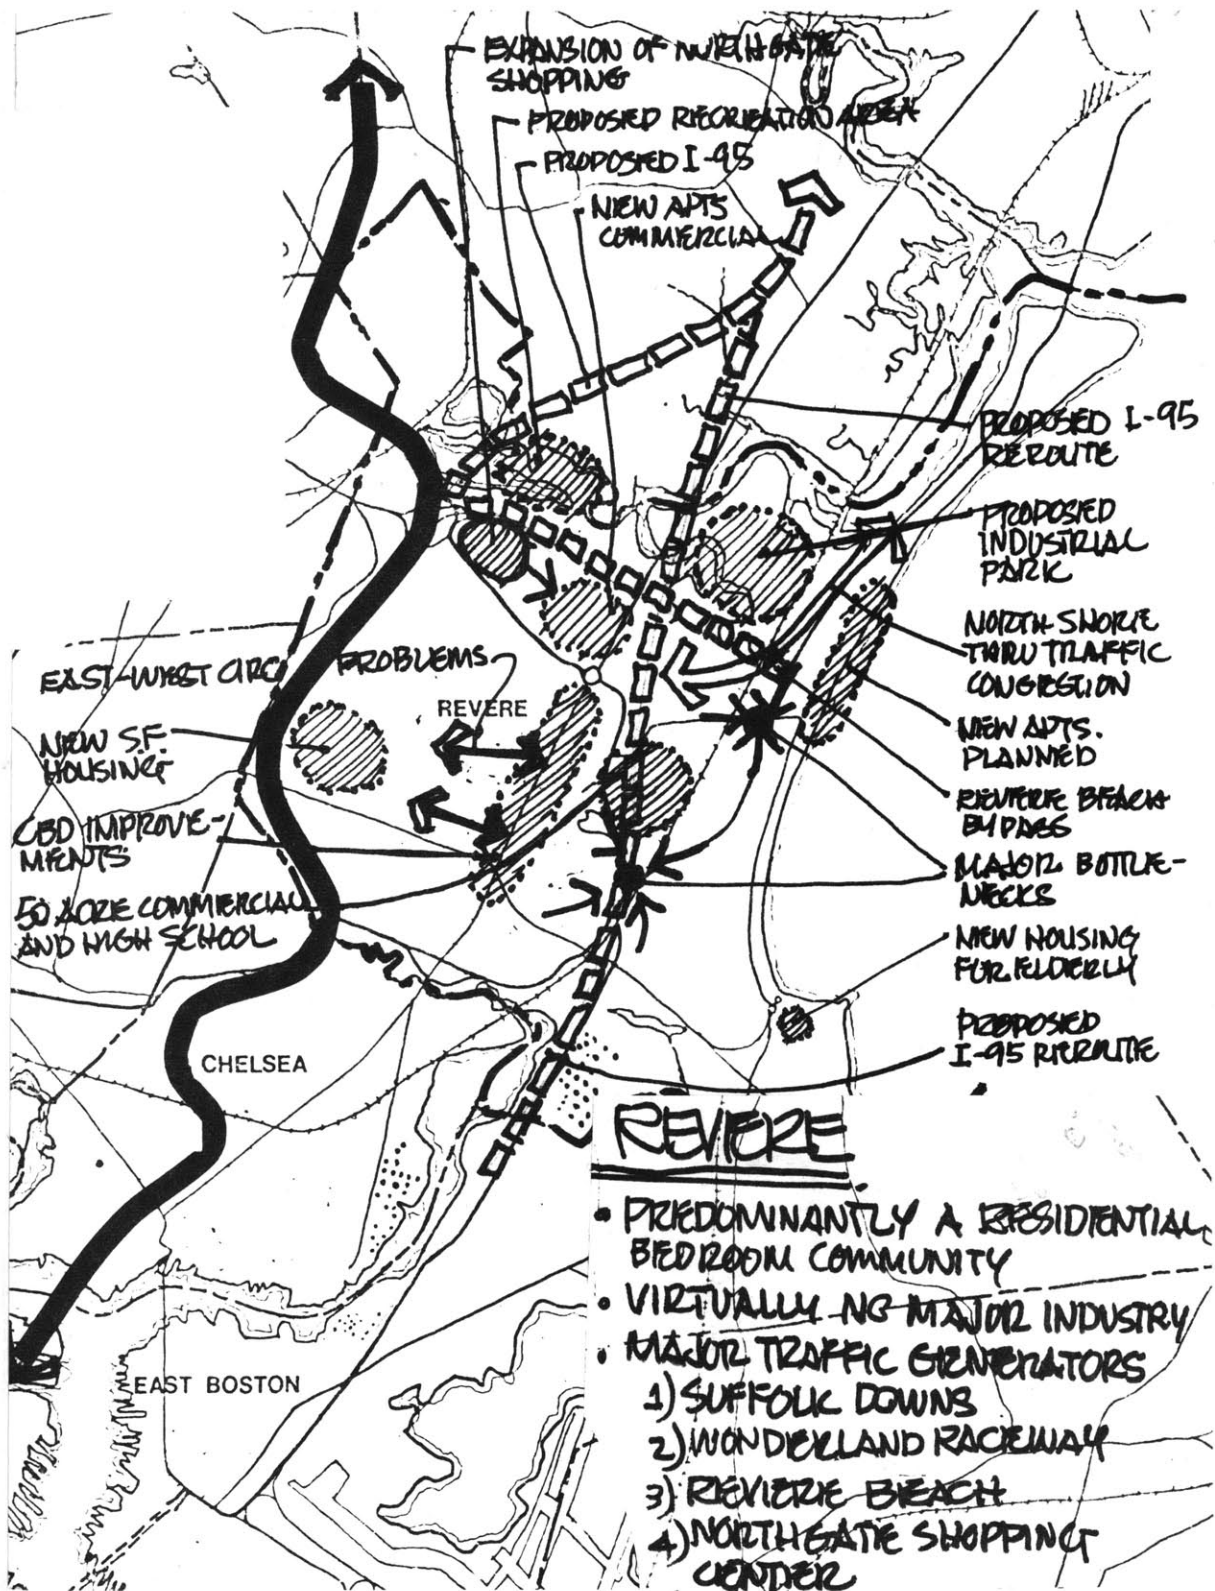 EXPANSION OF NORTHGATE
SHOPPING
PROPOSED RECREATION AREA
PROPOSED I-95
NEW APTS
COMMERCIAL
PROPOSED I-95
REROUTE
PROPOSED
INDUSTRIAL
PARK
NORTH SHORE
THRU TRAFFIC
CONGESTION
NEW APTS.
PLANNED
REVERE BEACH
BYPASS
MAJOR BOTTLE-
NECKS
NEW HOUSING
FOR ELDERLY
PROPOSED
I-95 REROUTE
EAST-WEST CIRC PROBLEMS
REVERE
NEW S.F.
HOUSING
CBD IMPROVE-
MENTS
50 ACRE COMMERCIAL
AND HIGH SCHOOL
CHELSEA
EAST BOSTON
REVERE
• PREDOMINANTLY A RESIDENTIAL
BEDROOM COMMUNITY
• VIRTUALLY NO MAJOR INDUSTRY
• MAJOR TRAFFIC GENERATORS
1) SUFFOLK DOWNS
2) WONDERLAND RACEWAY
3) REVERE BEACH
4) NORTHGATE SHOPPING
CENTER